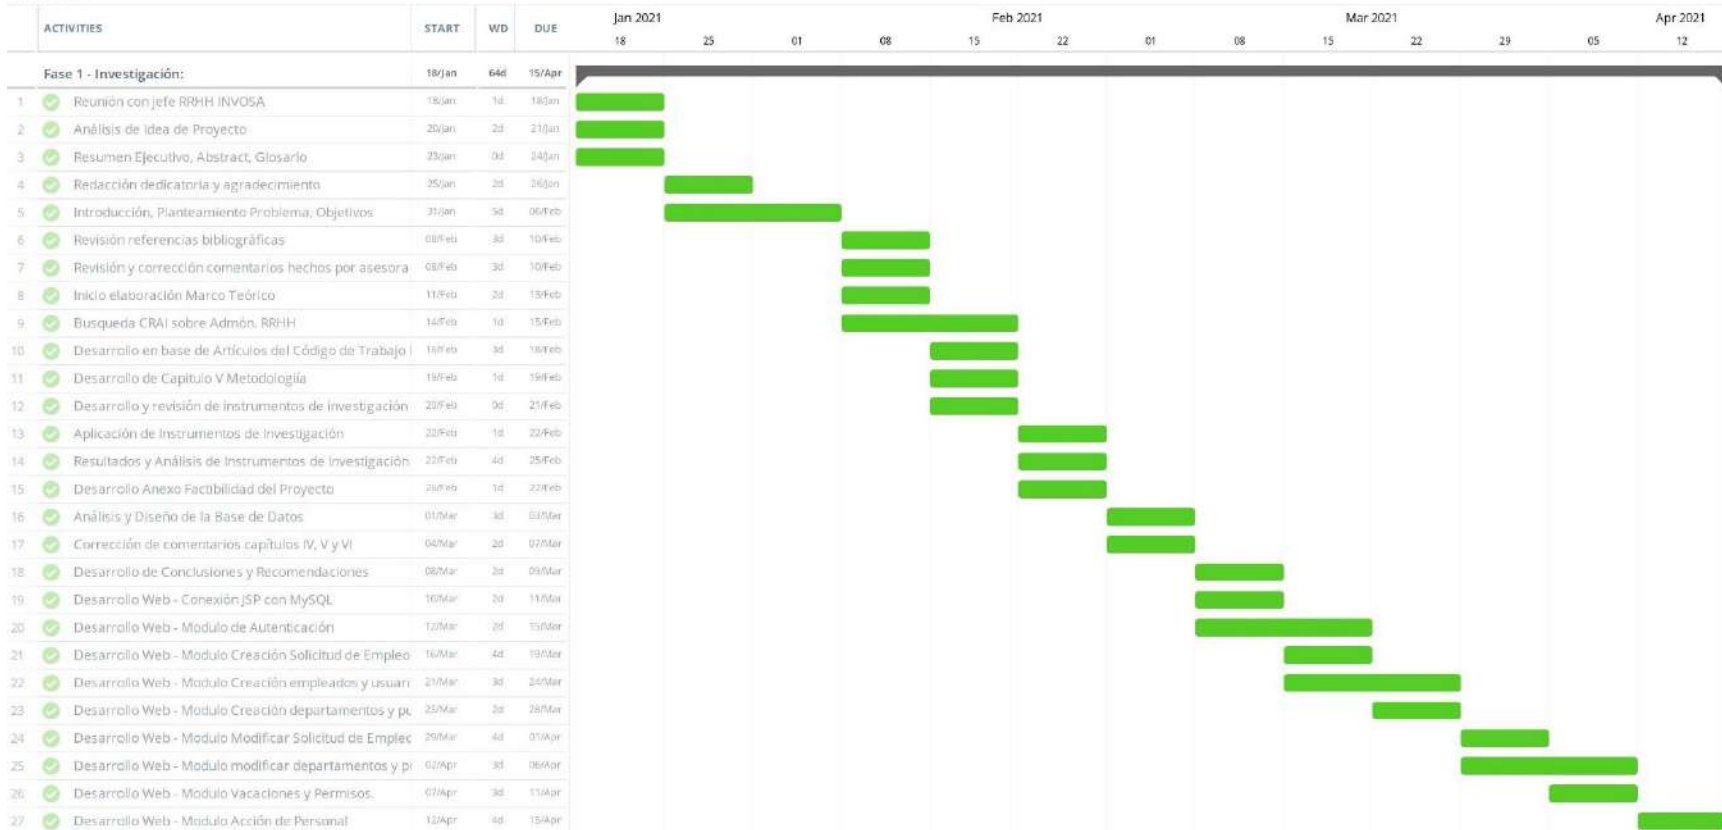 Jan 2021 Feb 2021 Mar 2021 Apr 2021
ACTIVITIES START WD DUE
18 25 01 08 15 22 01 08 15 22 29 05 12
Fase 1 - Investigación: 18/Jan 64d 15/Apr
1 Reunión con jefe RRHH INVOSA 18/Jan 1d 18/Jan
2 Análisis de Idea de Proyecto 20/Jan 2d 21/Jan
3 Resumen Ejecutivo, Abstract, Glosario 23/Jan 0d 24/Jan
4 Redacción dedicatoria y agradecimiento 25/Jan 2d 26/Jan
5 Introducción, Planteamiento Problema, Objetivos 31/Jan 5d 06/Feb
6 Revisión referencias bibliográficas 08/Feb 3d 10/Feb
7 Revisión y corrección comentarios hechos por asesora 08/Feb 3d 10/Feb
8 Inicio elaboración Marco Teórico 11/Feb 2d 13/Feb
9 Busqueda CRAI sobre Admón. RRHH 14/Feb 1d 15/Feb
10 Desarrollo en base de Artículos del Código de Trabajo 16/Feb 3d 18/Feb
11 Desarrollo de Capitulo V Metodologiía 19/Feb 1d 19/Feb
12 Desarrollo y revisión de instrumentos de investigación 20/Feb 0d 21/Feb
13 Aplicación de Instrumentos de Investigación 22/Feb 1d 22/Feb
14 Resultados y Análisis de Instrumentos de Investigación 22/Feb 4d 25/Feb
15 Desarrollo Anexo Factibilidad del Proyecto 26/Feb 1d 27/Feb
16 Análisis y Diseño de la Base de Datos 01/Mar 3d 03/Mar
17 Corrección de comentarios capítulos IV, V y VI 04/Mar 2d 07/Mar
18 Desarrollo de Conclusiones y Recomendaciones 08/Mar 2d 09/Mar
19 Desarrollo Web - Conexión JSP con MySQL 10/Mar 2d 11/Mar
20 Desarrollo Web - Modulo de Autenticación 12/Mar 2d 15/Mar
21 Desarrollo Web - Modulo Creación Solicitud de Empleo 16/Mar 4d 19/Mar
22 Desarrollo Web - Modulo Creación empleados y usuari 21/Mar 3d 24/Mar
23 Desarrollo Web - Modulo Creación departamentos y pu 25/Mar 2d 28/Mar
24 Desarrollo Web - Modulo Modificar Solicitud de Emplec 29/Mar 4d 01/Apr
25 Desarrollo Web - Modulo modificar departamentos y p 02/Apr 3d 06/Apr
26 Desarrollo Web - Modulo Vacaciones y Permisos. 07/Apr 3d 11/Apr
27 Desarrollo Web - Modulo Acción de Personal 12/Apr 4d 15/Apr